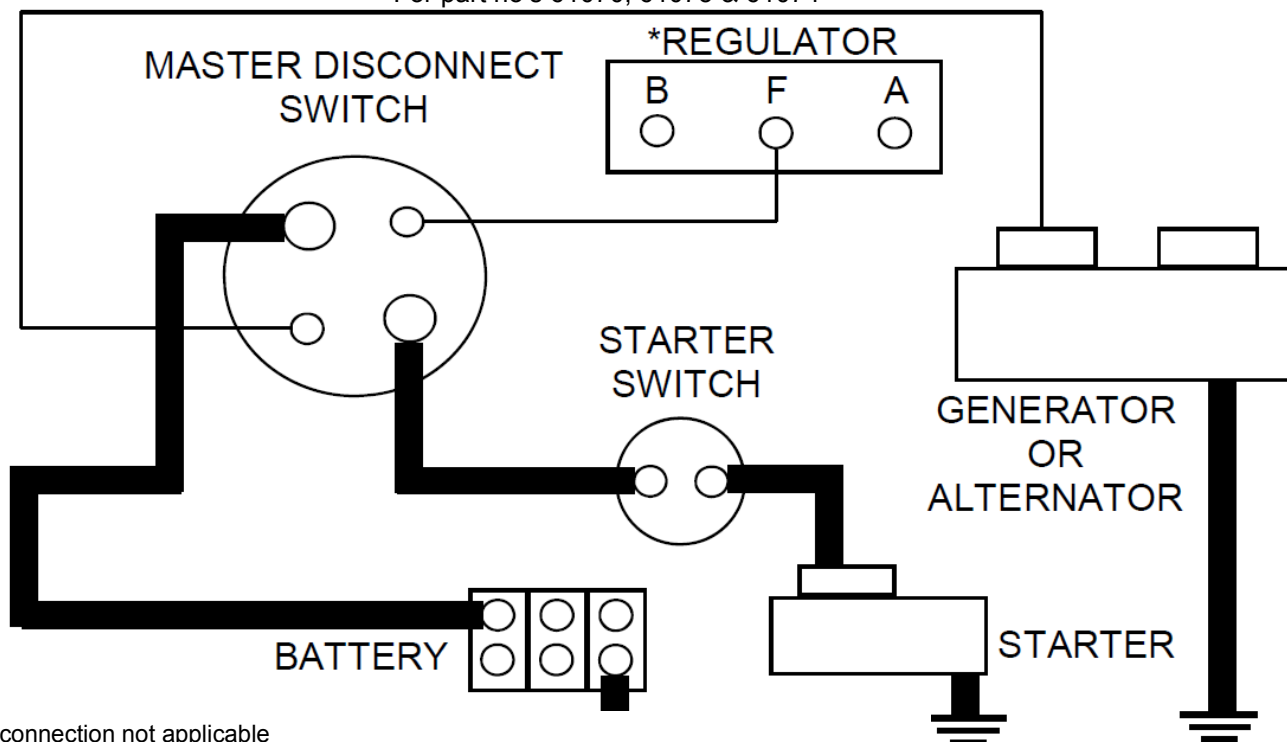 *REGULATOR
MASTER DISCONNECT
SWITCH
B F A
STARTER
SWITCH
GENERATOR
OR
ALTERNATOR
BATTERY
STARTER
connection not applicable